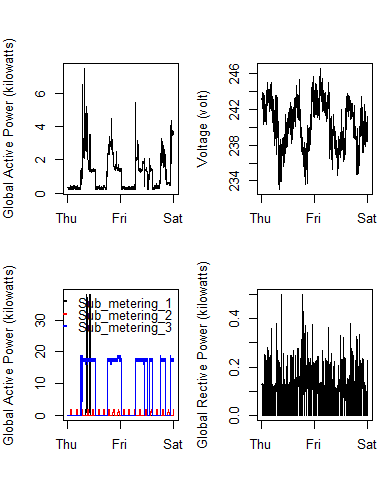 Global Active Power (kilowatts)
0 2 4 6
Thu Fri Sat
Voltage (volt)
234 238 242 246
Thu Fri Sat
Global Active Power (kilowatts)
0 10 20 30
Sub_metering_1
Sub_metering_2
Sub_metering_3
Thu Fri Sat
Global Rective Power (kilowatts)
0.0 0.2 0.4
Thu Fri Sat